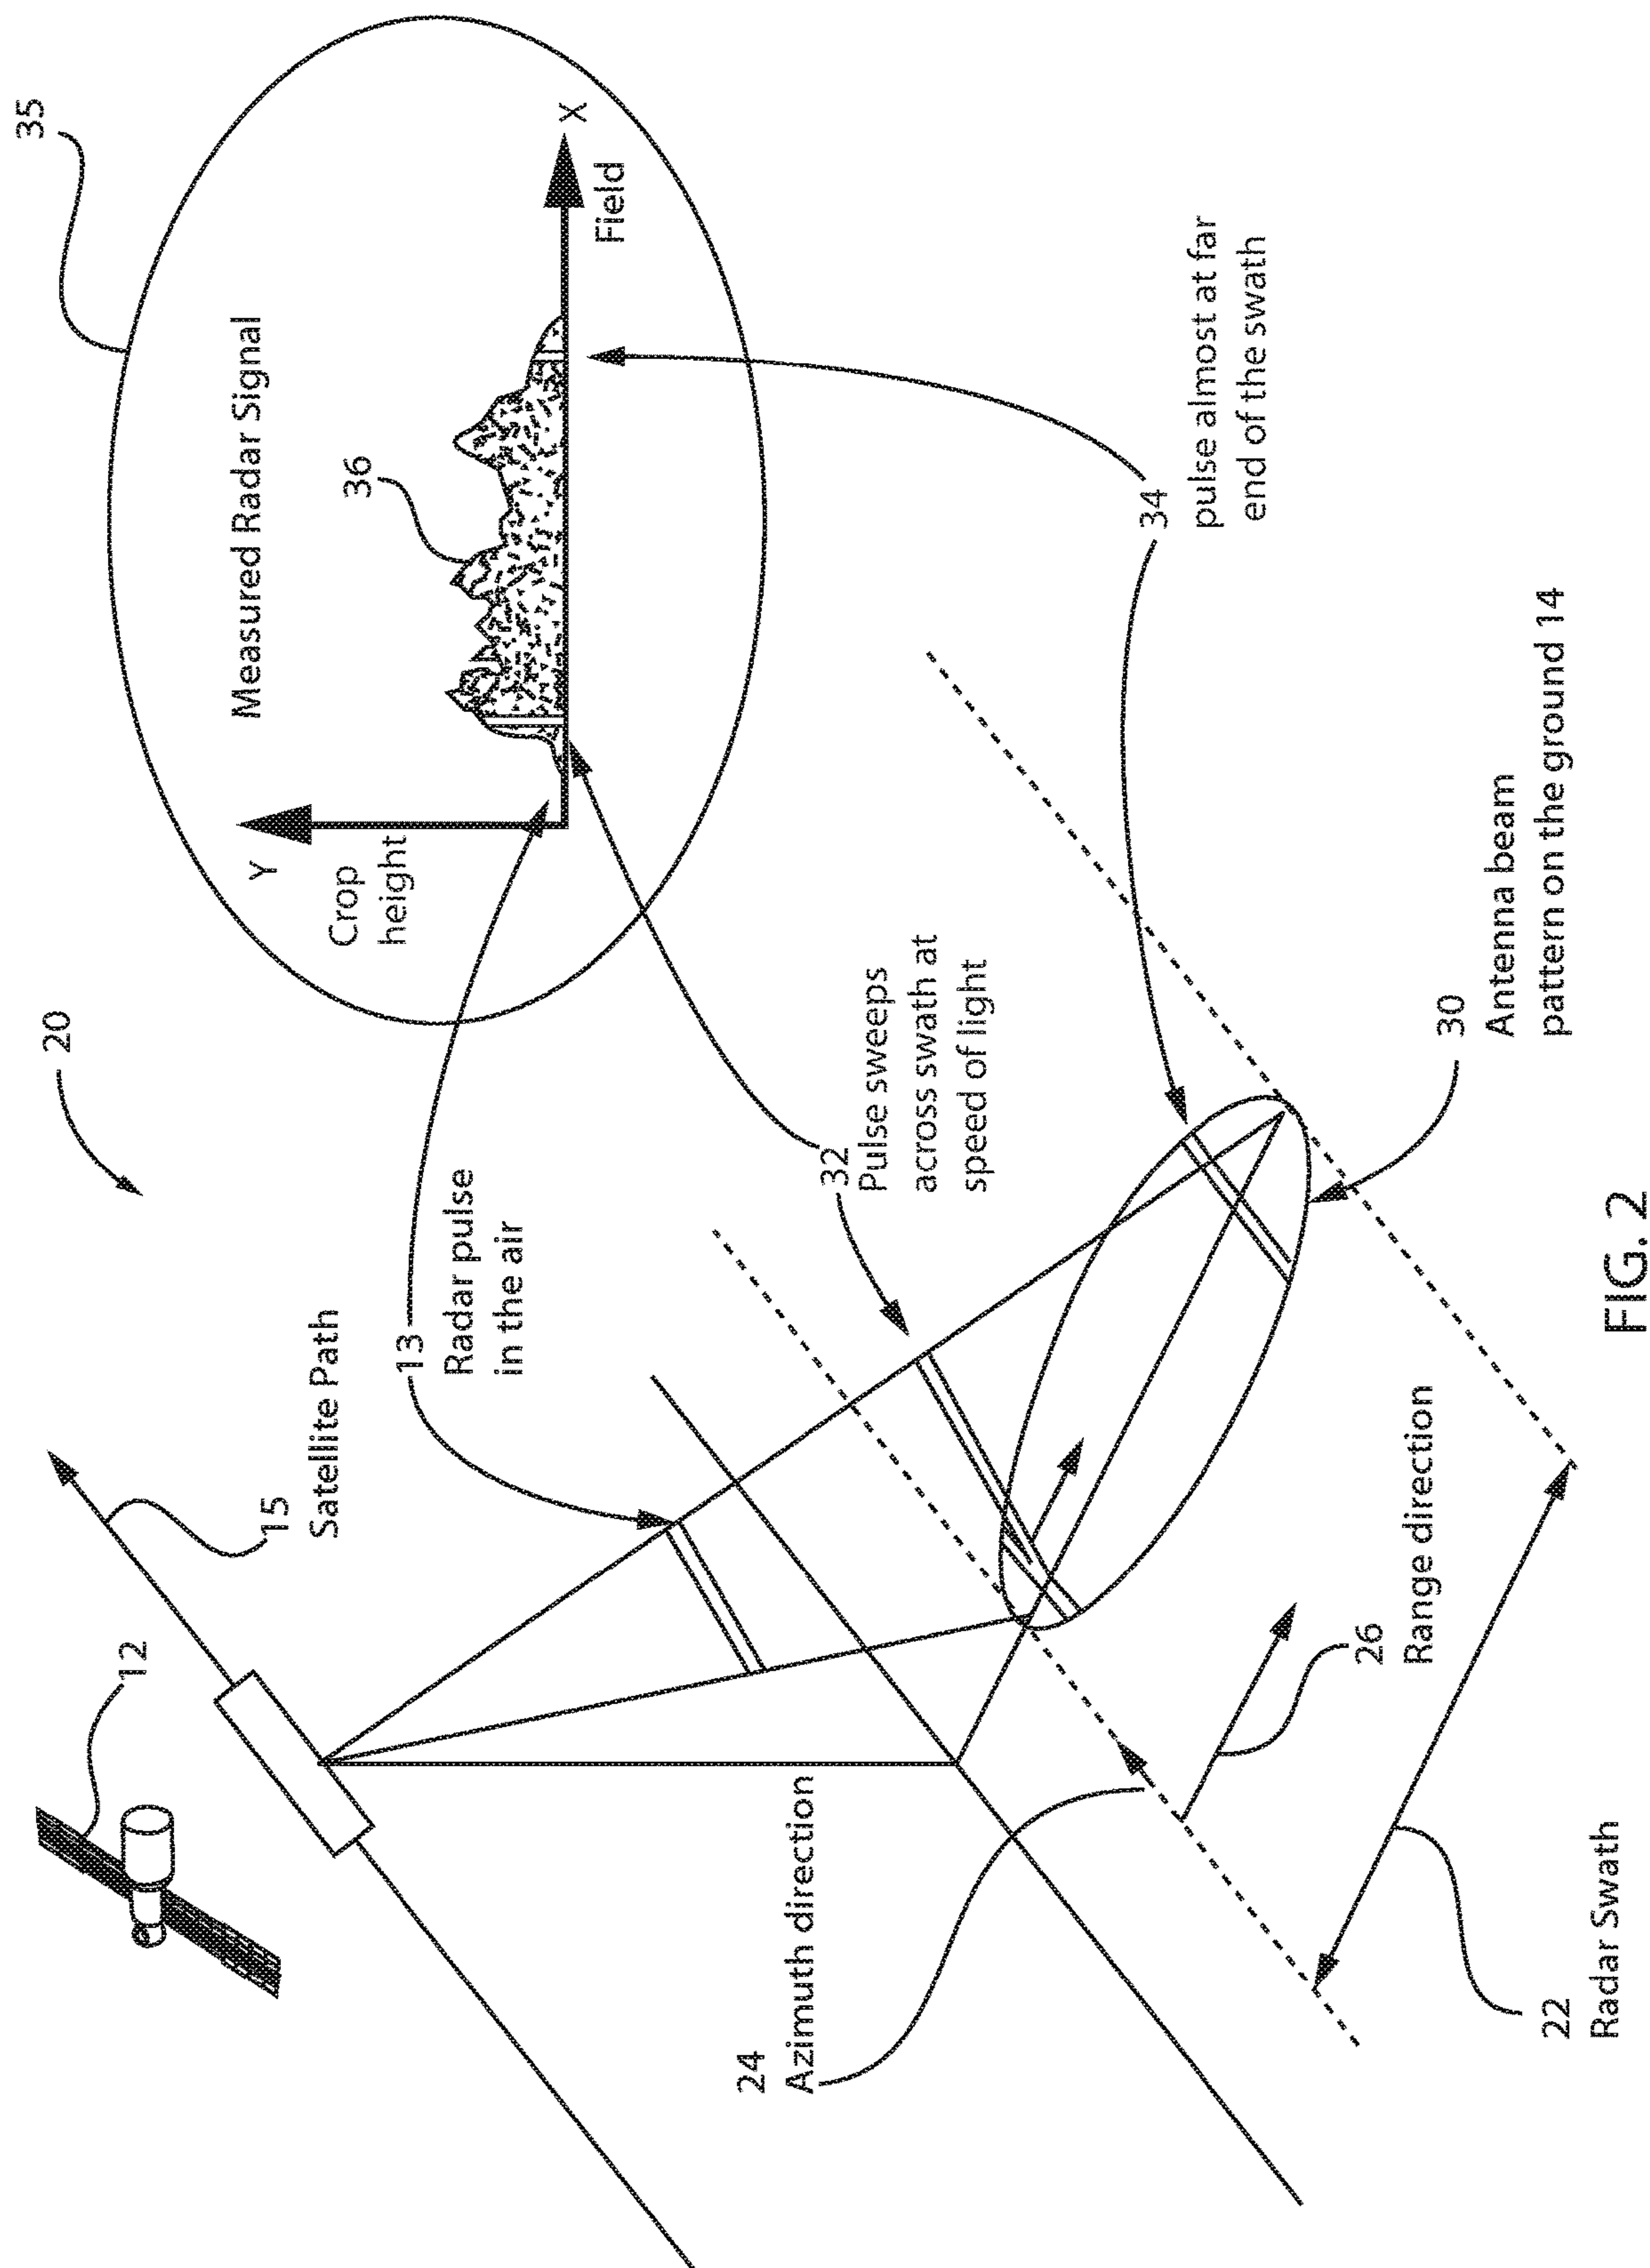 20
35
12
15
Satellite Path
13
Radar pulse
in the air
Measured Radar Signal
Y
Crop
height
36
X
Field
24
Azimuth direction
32
Pulse sweeps
across swath at
speed of light
34
pulse almost at far
end of the swath
26
Range direction
22
Radar Swath
30
Antenna beam
pattern on the ground 14
FIG. 2